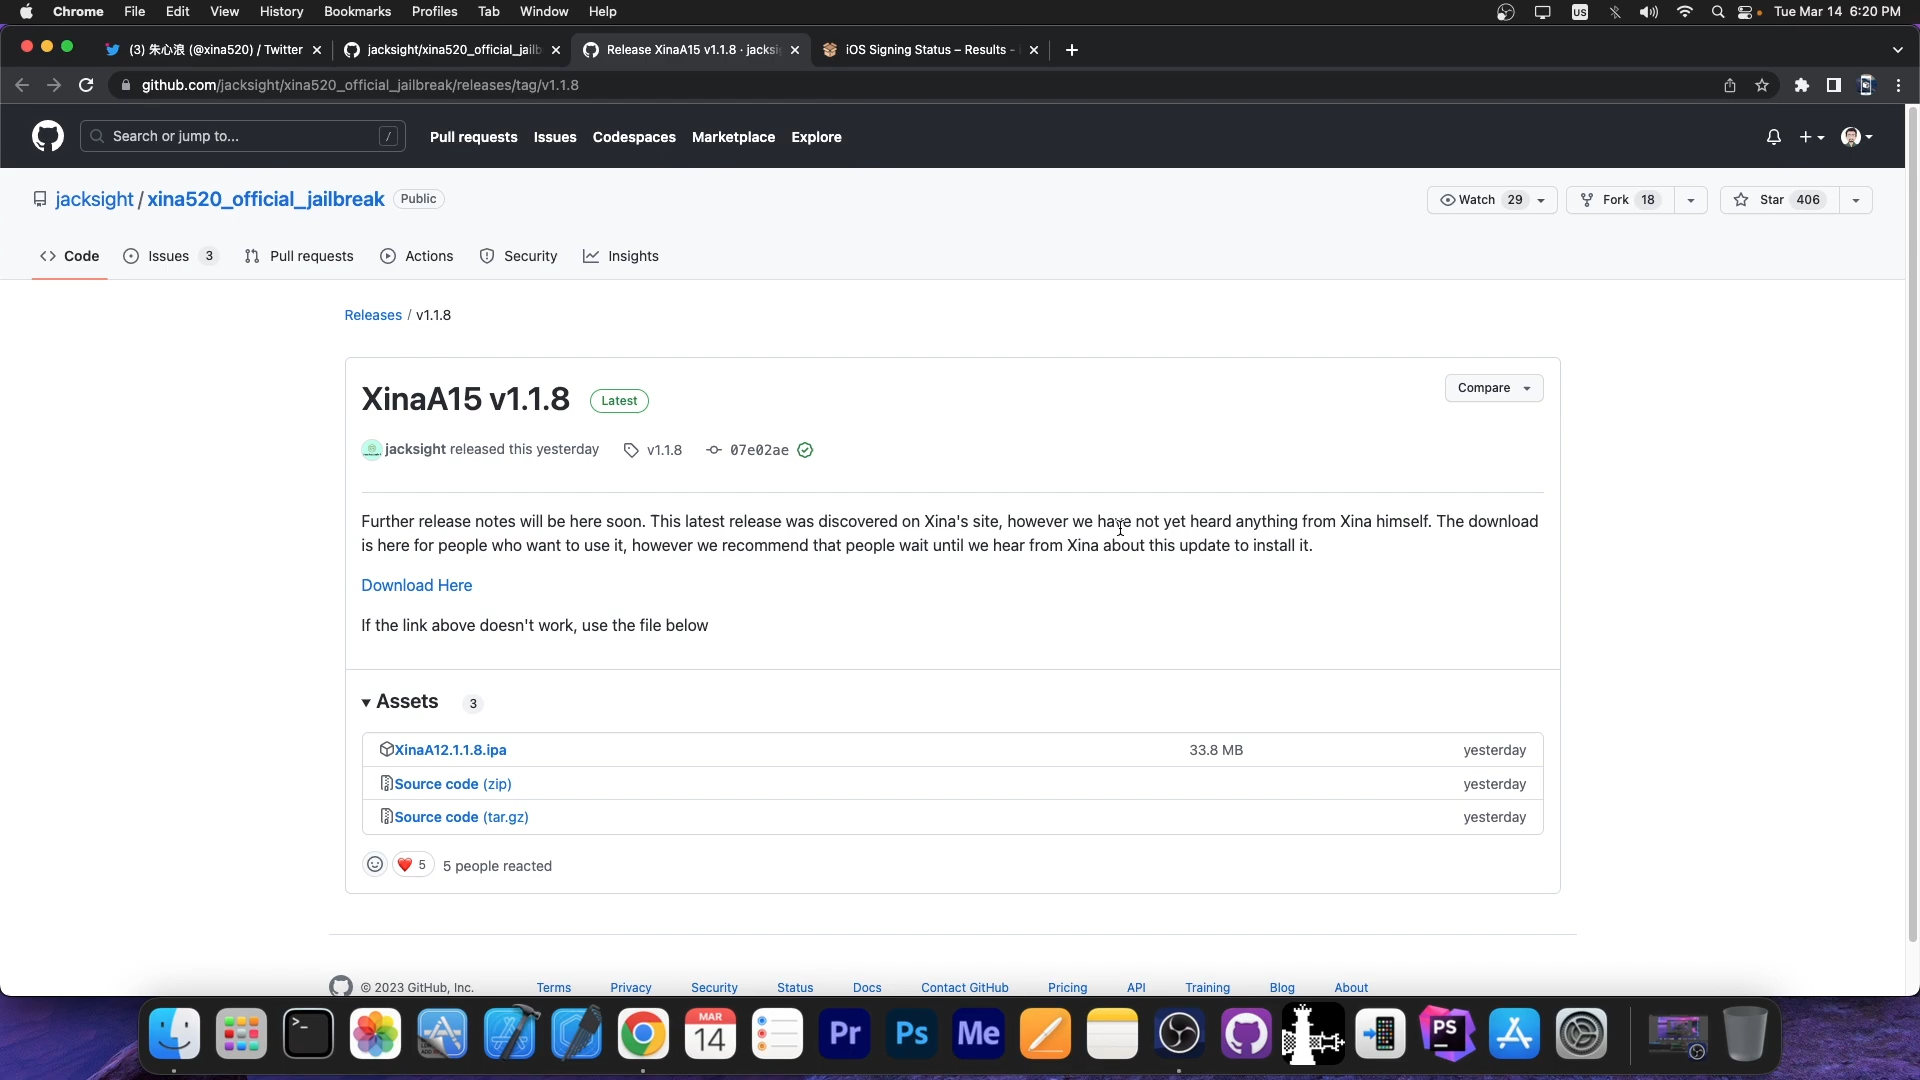 Chrome File Edit View History Bookmarks Profiles Tab Window Help US Tue Mar 14 6:20 PM
(3) 朱心浪 (@xina520) / Twitter jacksight/xina520_official_jailb Release XinaA15 v1.1.8 · jacksi iOS Signing Status – Results -
github.com/jacksight/xina520_official_jailbreak/releases/tag/v1.1.8
Search or jump to... / Pull requests Issues Codespaces Marketplace Explore
jacksight / xina520_official_jailbreak Public Watch 29 Fork 18 Star 406
Code Issues 3 Pull requests Actions Security Insights
Releases / v1.1.8
XinaA15 v1.1.8 Latest Compare
jacksight released this yesterday v1.1.8 07e02ae
Further release notes will be here soon. This latest release was discovered on Xina's site, however we have not yet heard anything from Xina himself. The download
is here for people who want to use it, however we recommend that people wait until we hear from Xina about this update to install it.
Download Here
If the link above doesn't work, use the file below
Assets 3
XinaA12.1.1.8.ipa 33.8 MB yesterday
Source code (zip) yesterday
Source code (tar.gz) yesterday
5 5 people reacted
© 2023 GitHub, Inc. Terms Privacy Security Status Docs Contact GitHub Pricing API Training Blog About
MAR
14 Pr Ps Me PS